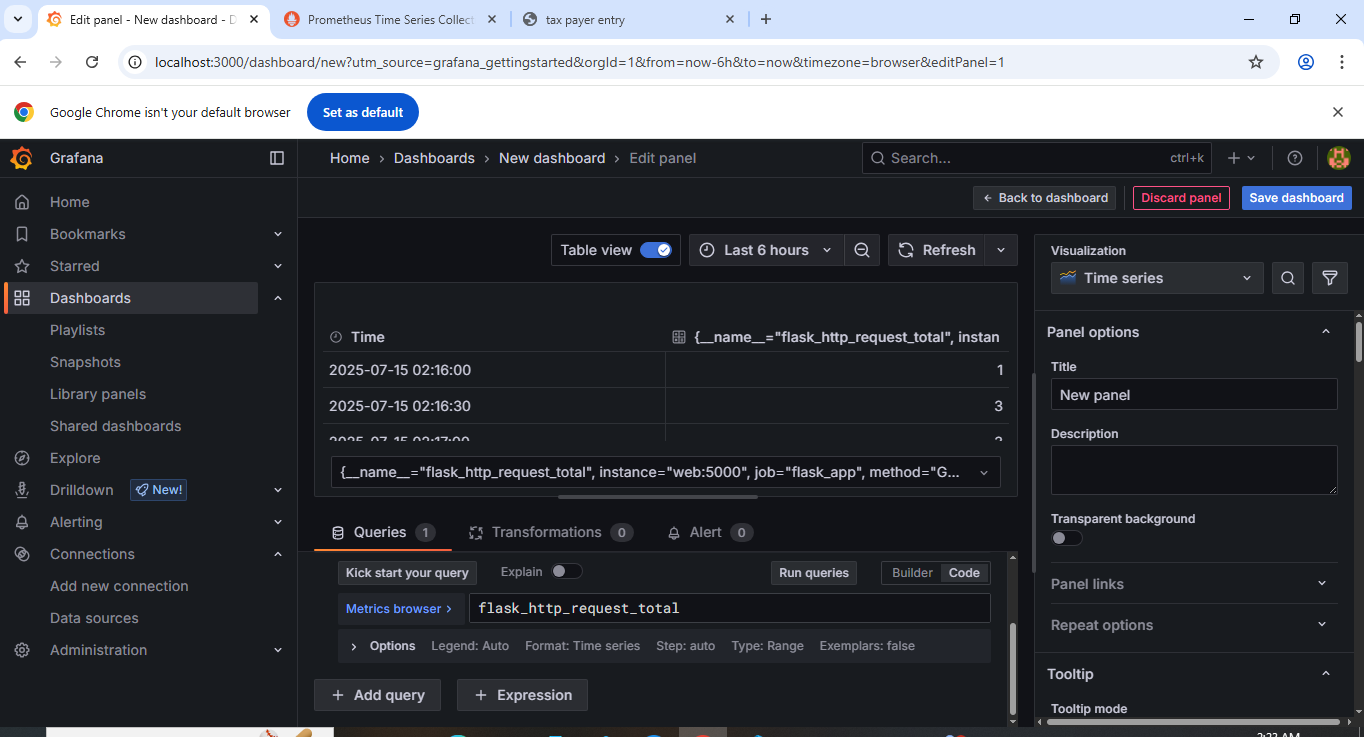 Edit panel - New dashboard - D
Prometheus Time Series Collect
tax payer entry
localhost:3000/dashboard/new?utm_source=grafana_gettingstarted&orgId=1&from=now-6h&to=now&timezone=browser&editPanel=1
Google Chrome isn't your default browser
Set as default
Grafana
Home › Dashboards › New dashboard › Edit panel
Search...
ctrl+k
Back to dashboard
Discard panel
Save dashboard
Home
Bookmarks
Starred
Dashboards
Playlists
Snapshots
Library panels
Shared dashboards
Explore
Drilldown
New!
Alerting
Connections
Add new connection
Data sources
Administration
Table view
Last 6 hours
Refresh
Time
{__name__="flask_http_request_total", instan
2025-07-15 02:16:00 1
2025-07-15 02:16:30 3
2025-07-15 02:17:00
{__name__="flask_http_request_total", instance="web:5000", job="flask_app", method="G...
Queries 1
Transformations 0
Alert 0
Kick start your query
Explain
Run queries
Builder
Code
Metrics browser >
flask_http_request_total
Options Legend: Auto Format: Time series Step: auto Type: Range Exemplars: false
+ Add query
+ Expression
Visualization
Time series
Panel options
Title
New panel
Description
Transparent background
Panel links
Repeat options
Tooltip
Tooltip mode